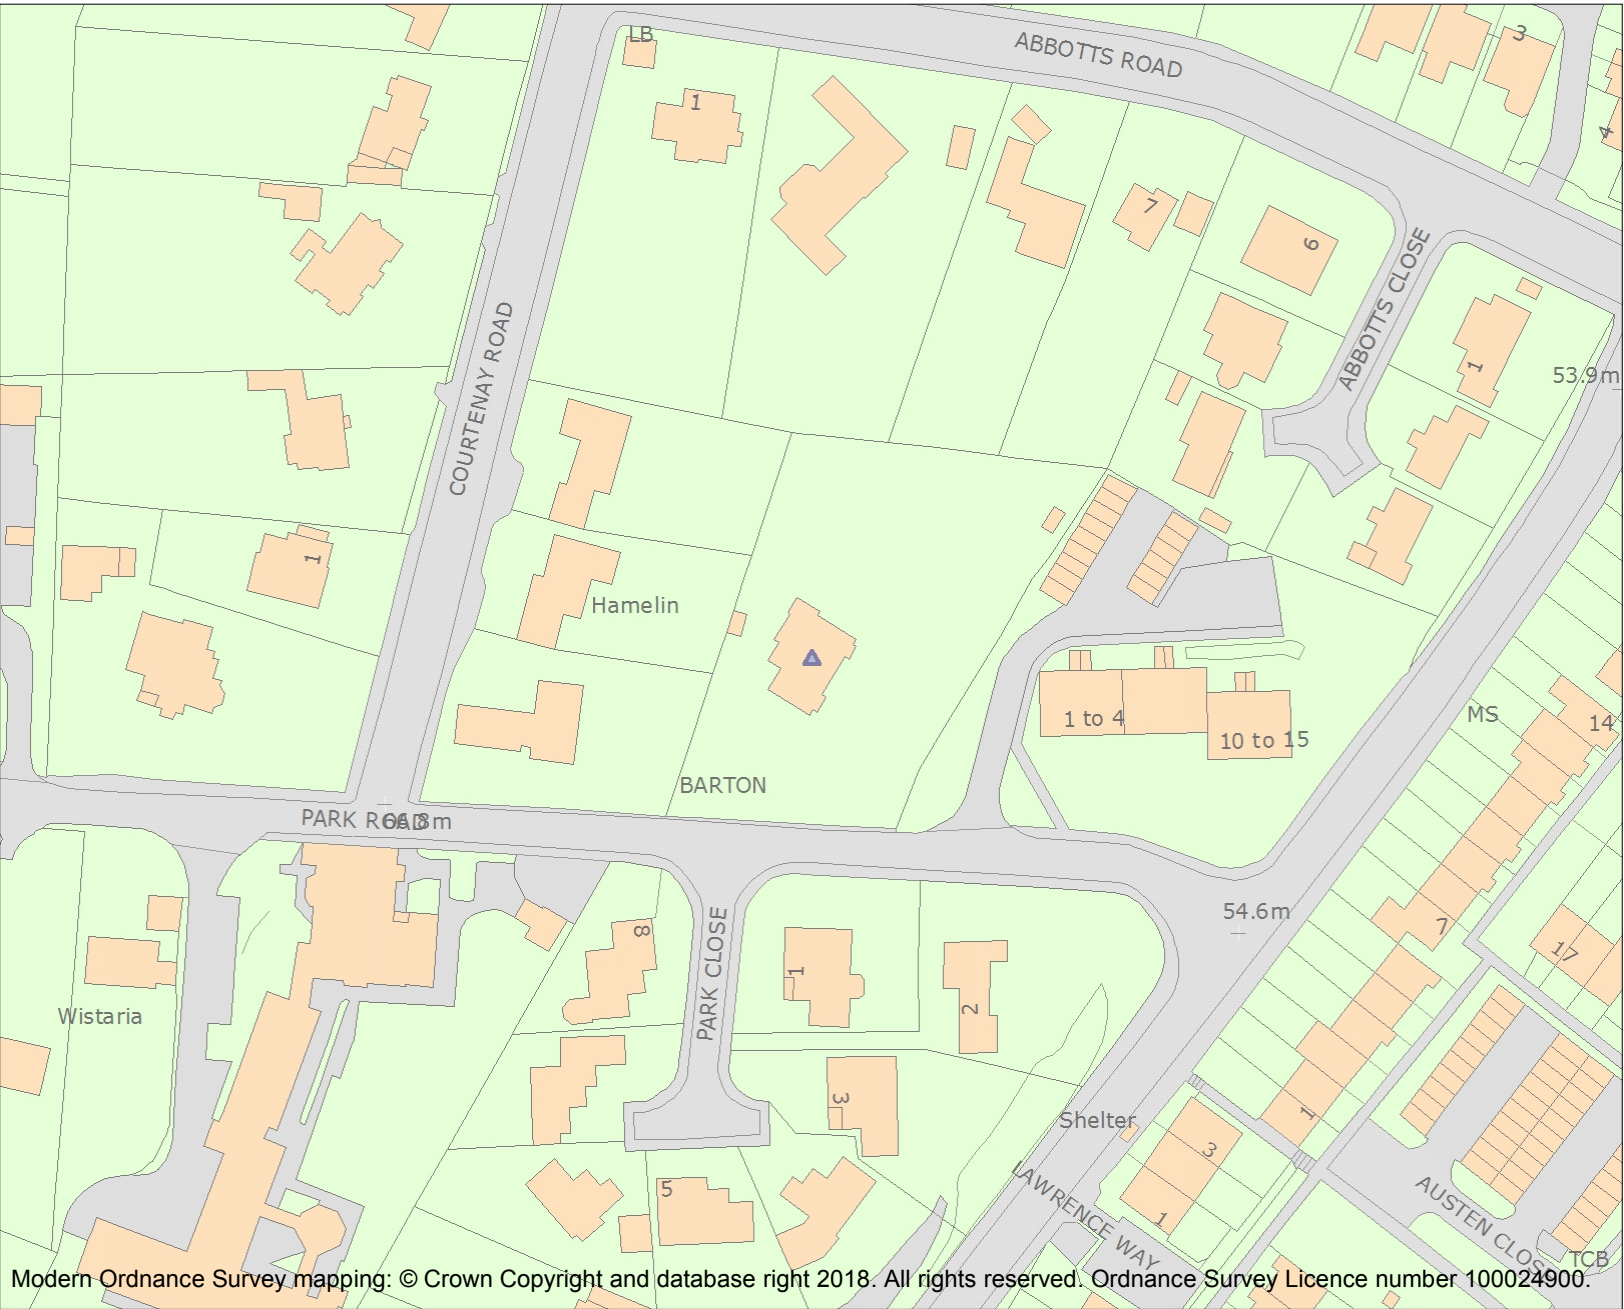 LB
ABBOTTS ROAD
3
4
1
7
6
ABBOTTS CLOSE
1
53.9m
COURTENAY ROAD
1
Hamelin
MS
14
1 to 4
10 to 15
BARTON
PARK ROAD
66.8m
54.6m
7
17
8
PARK CLOSE
1
2
Wistaria
3
Shelter
1
3
1
LAWRENCE WAY
5
AUSTEN CLOSE
TCB
Modern Ordnance Survey mapping: © Crown Copyright and database right 2018. All rights reserved. Ordnance Survey Licence number 100024900.